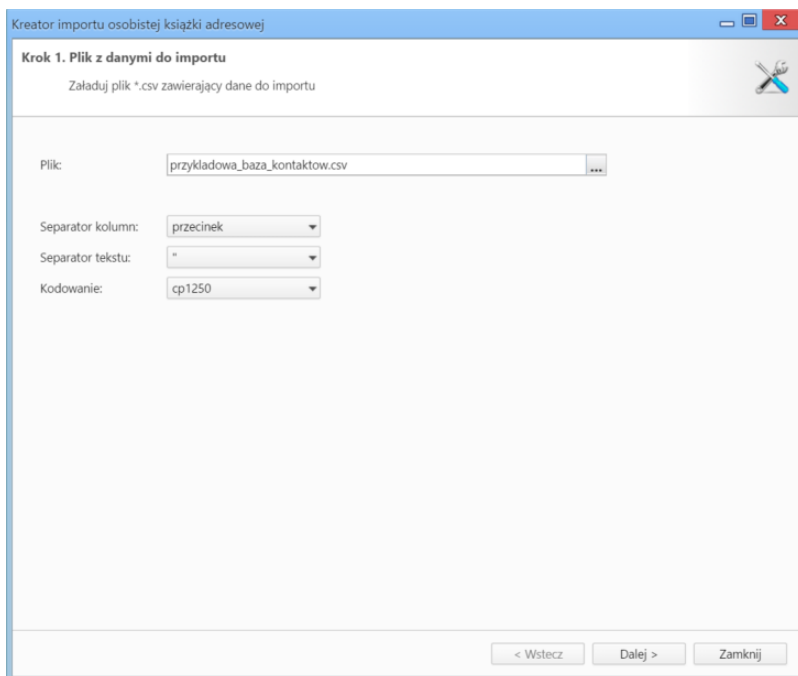 Kreator importu osobistej książki adresowej
Krok 1. Plik z danymi do importu
Załaduj plik *.csv zawierający dane do importu
Plik: przykladowa_baza_kontaktow.csv ...
Separator kolumn: przecinek
Separator tekstu: "
Kodowanie: cp1250
< Wstecz Dalej > Zamknij